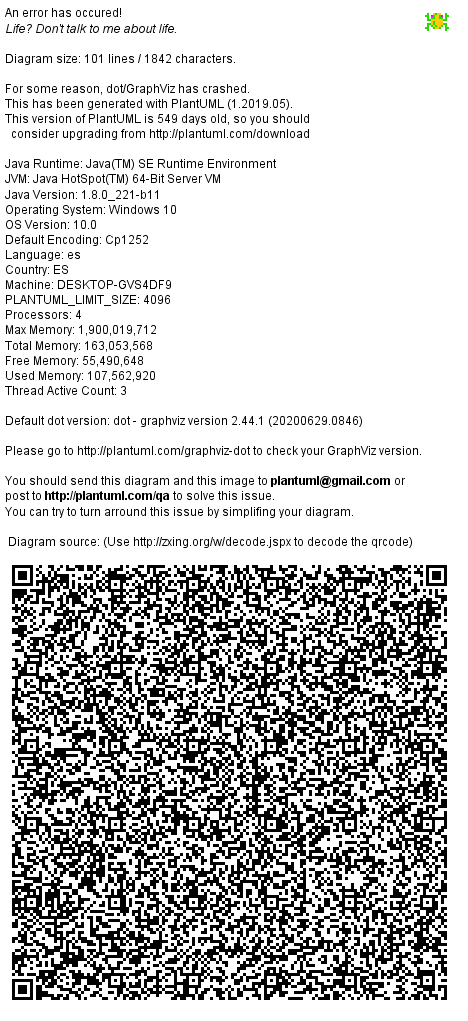 An error has occured!
Life? Don't talk to me about life.
Diagram size: 101 lines / 1842 characters.
For some reason, dot/GraphViz has crashed.
This has been generated with PlantUML (1.2019.05).
This version of PlantUML is 549 days old, so you should
consider upgrading from http://plantuml.com/download
Java Runtime: Java(TM) SE Runtime Environment
JVM: Java HotSpot(TM) 64-Bit Server VM
Java Version: 1.8.0_221-b11
Operating System: Windows 10
OS Version: 10.0
Default Encoding: Cp1252
Language: es
Country: ES
Machine: DESKTOP-GVS4DF9
PLANTUML_LIMIT_SIZE: 4096
Processors: 4
Max Memory: 1,900,019,712
Total Memory: 163,053,568
Free Memory: 55,490,648
Used Memory: 107,562,920
Thread Active Count: 3
Default dot version: dot - graphviz version 2.44.1 (20200629.0846)
Please go to http://plantuml.com/graphviz-dot to check your GraphViz version.
You should send this diagram and this image to plantuml@gmail.com or
post to http://plantuml.com/qa to solve this issue.
You can try to turn arround this issue by simplifing your diagram.
Diagram source: (Use http://zxing.org/w/decode.jspx to decode the qrcode)